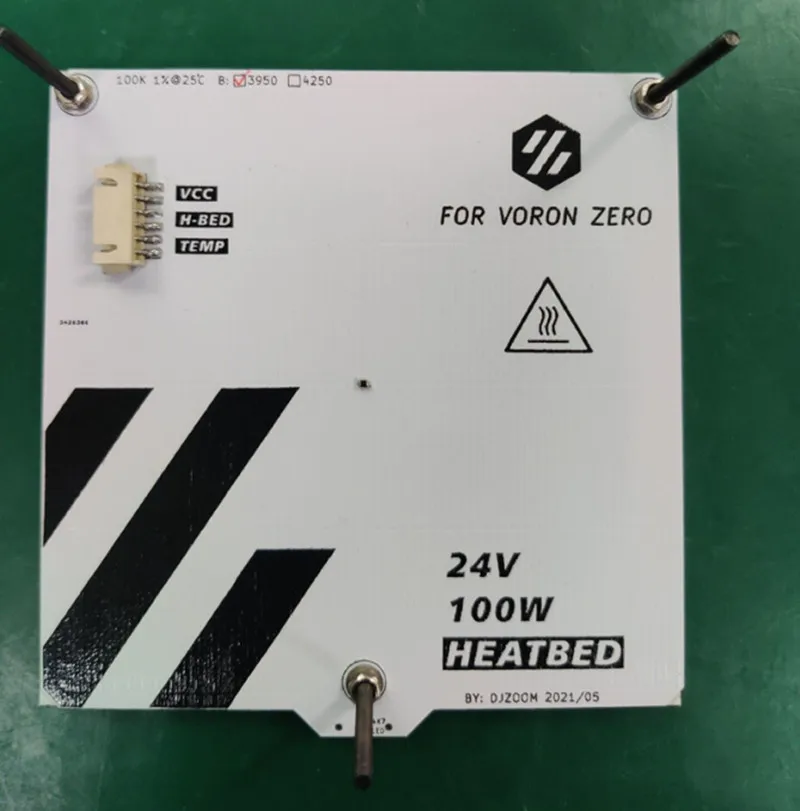 100K 1%@25℃ B: ☑3950 ☐4250
FOR VORON ZERO
VCC
H-BED
TEMP
24V
100W
HEATBED
BY: DJZOOM 2021/05